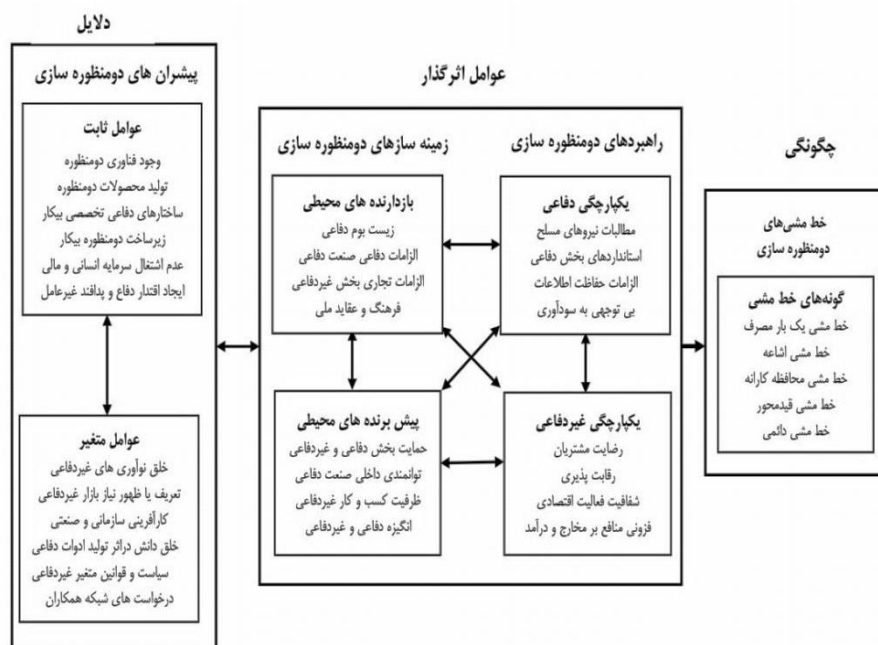 دلایل
پیشران های دومنظوره سازی
عوامل ثابت
وجود فناوری دومنظوره
تولید محصولات دومنظوره
ساختارهای دفاعی تخصصی بیکار
زیرساخت دومنظوره بیکار
عدم اشتغال سرمایه انسانی و مالی
ایجاد اقتدار دفاع و پدافند غیرعامل
عوامل متغیر
خلق نوآوری های غیردفاعی
تعریف یا ظهور نیاز بازار غیردفاعی
کارآفرینی سازمانی و صنعتی
خلق دانش دراثر تولید ادوات دفاعی
سیاست و قوانین متغیر غیردفاعی
درخواست های شبکه همکاران
عوامل اثرگذار
زمینه سازهای دومنظوره سازی
بازدارنده های محیطی
زیست بوم دفاعی
الزامات دفاعی صنعت دفاعی
الزامات تجاری بخش غیردفاعی
فرهنگ و عقاید ملی
پیش برنده های محیطی
حمایت بخش دفاعی و غیردفاعی
توانمندی داخلی صنعت دفاعی
ظرفیت کسب و کار غیردفاعی
انگیزه دفاعی و غیردفاعی
راهبردهای دومنظوره سازی
یکپارچگی دفاعی
مطالبات نیروهای مسلح
استانداردهای بخش دفاعی
الزامات حفاظت اطلاعات
بی توجهی به سودآوری
یکپارچگی غیردفاعی
رضایت مشتریان
رقابت پذیری
شفافیت فعالیت اقتصادی
فزونی منافع بر مخارج و درآمد
چگونگی
خط مشی‌های
دومنظوره سازی
گونه‌های خط مشی
خط مشی یک بار مصرف
خط مشی اشاعه
خط مشی محافظه کارانه
خط مشی قیدمحور
خط مشی دائمی